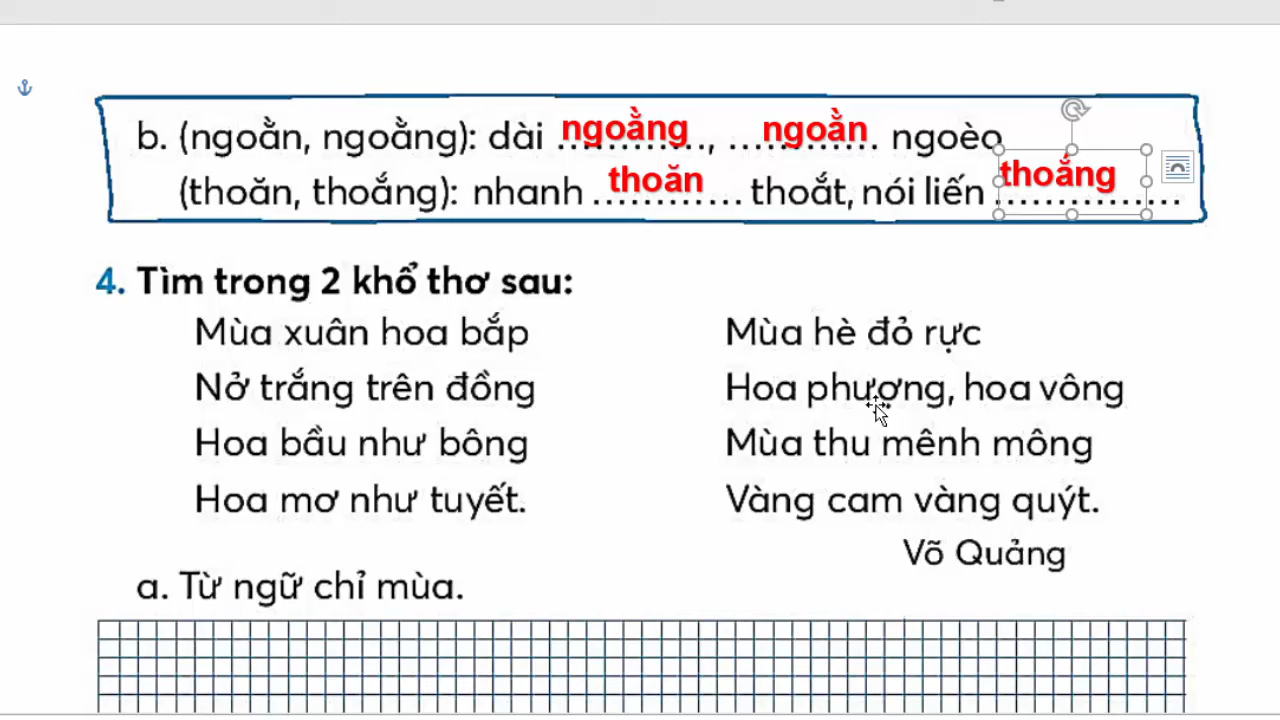 b. (ngoằn, ngoằng): dài ngoằng, ngoằn ngoèo
(thoăn, thoắng): nhanh thoăn thoắt, nói liến thoắng
4. Tìm trong 2 khổ thơ sau:
Mùa xuân hoa bắp
Nở trắng trên đồng
Hoa bầu như bông
Hoa mơ như tuyết.
Mùa hè đỏ rực
Hoa phượng, hoa vông
Mùa thu mênh mông
Vàng cam vàng quýt.
Võ Quảng
a. Từ ngữ chỉ mùa.